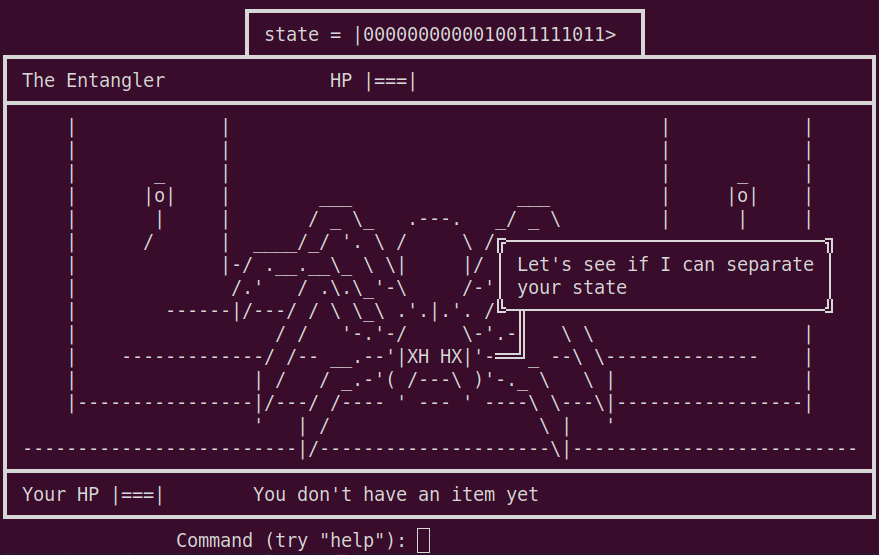 state = |0000000000010011111011>
The Entangler HP |===|
Let's see if I can separate
your state
|XH HX|
Your HP |===| You don't have an item yet
Command (try "help"):